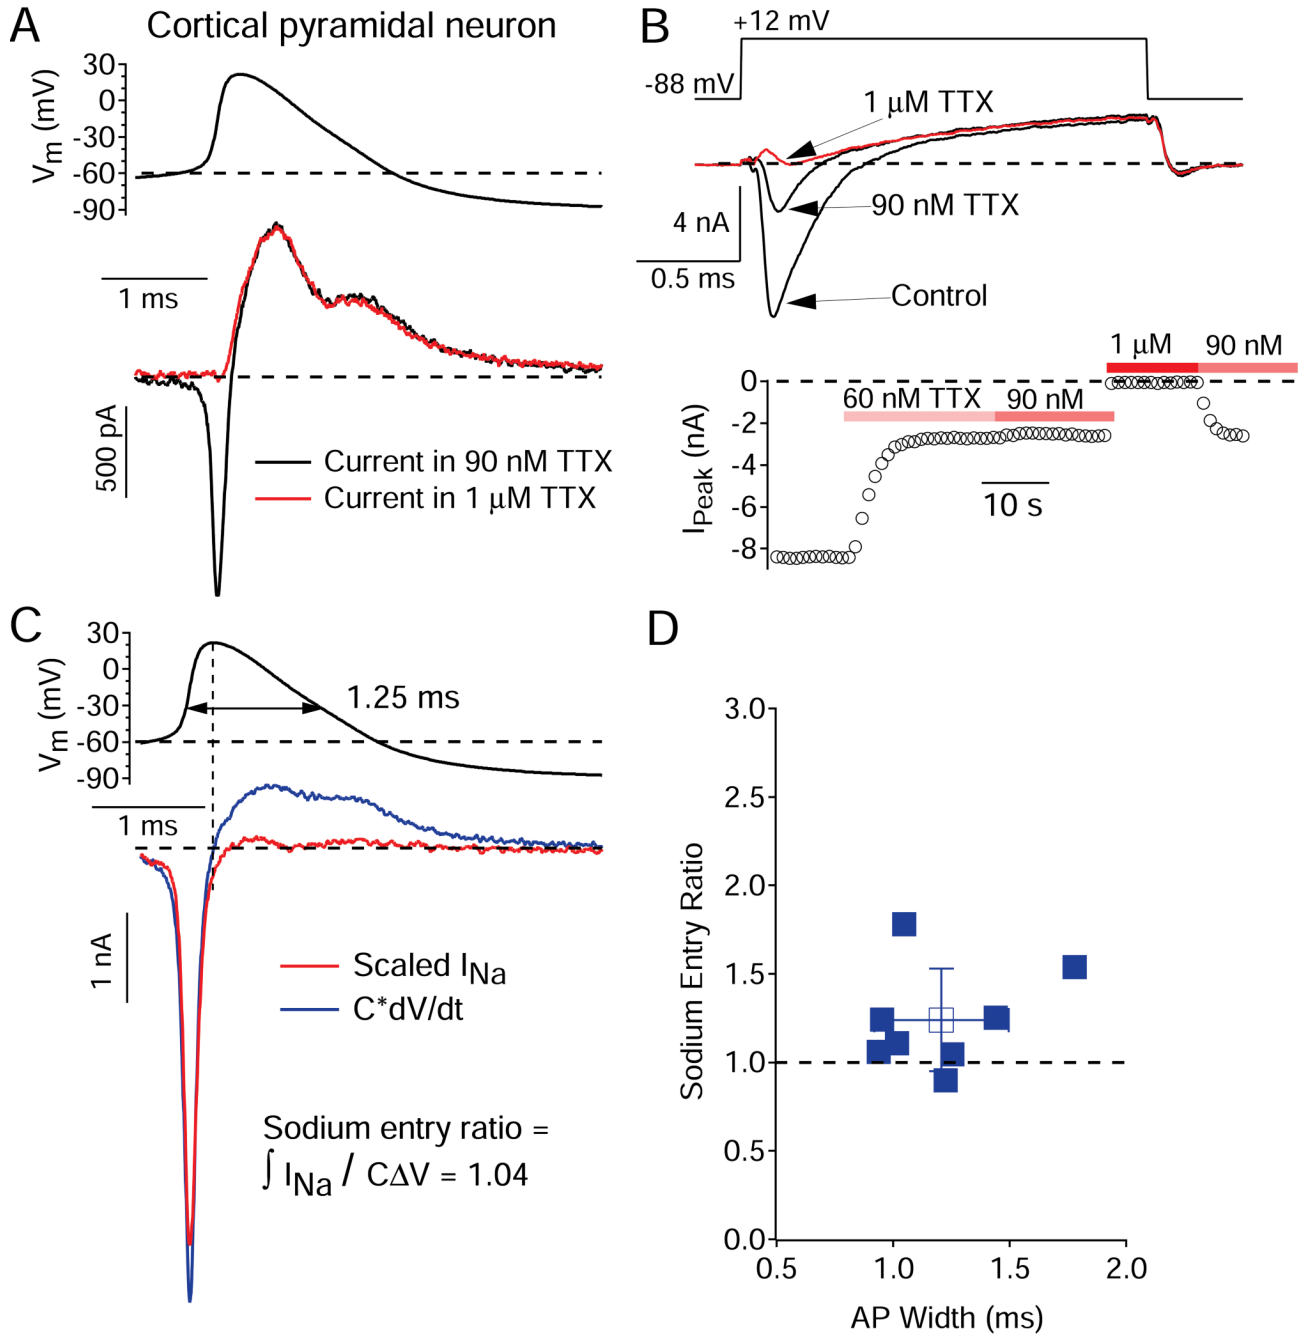 A
Cortical pyramidal neuron
30
0
-30
-60
-90
Vm (mV)
1 ms
500 pA
Current in 90 nM TTX
Current in 1 μM TTX
B
+12 mV
-88 mV
1 μM TTX
90 nM TTX
4 nA
0.5 ms
Control
1 μM
90 nM
60 nM TTX
90 nM
0
-2
-4
-6
-8
IPeak (nA)
10 s
C
30
0
-30
-60
-90
Vm (mV)
1.25 ms
1 ms
1 nA
Scaled INa
C*dV/dt
Sodium entry ratio =
∫ INa / CΔV = 1.04
D
3.0
2.5
2.0
1.5
1.0
0.5
0.0
Sodium Entry Ratio
0.5
1.0
1.5
2.0
AP Width (ms)